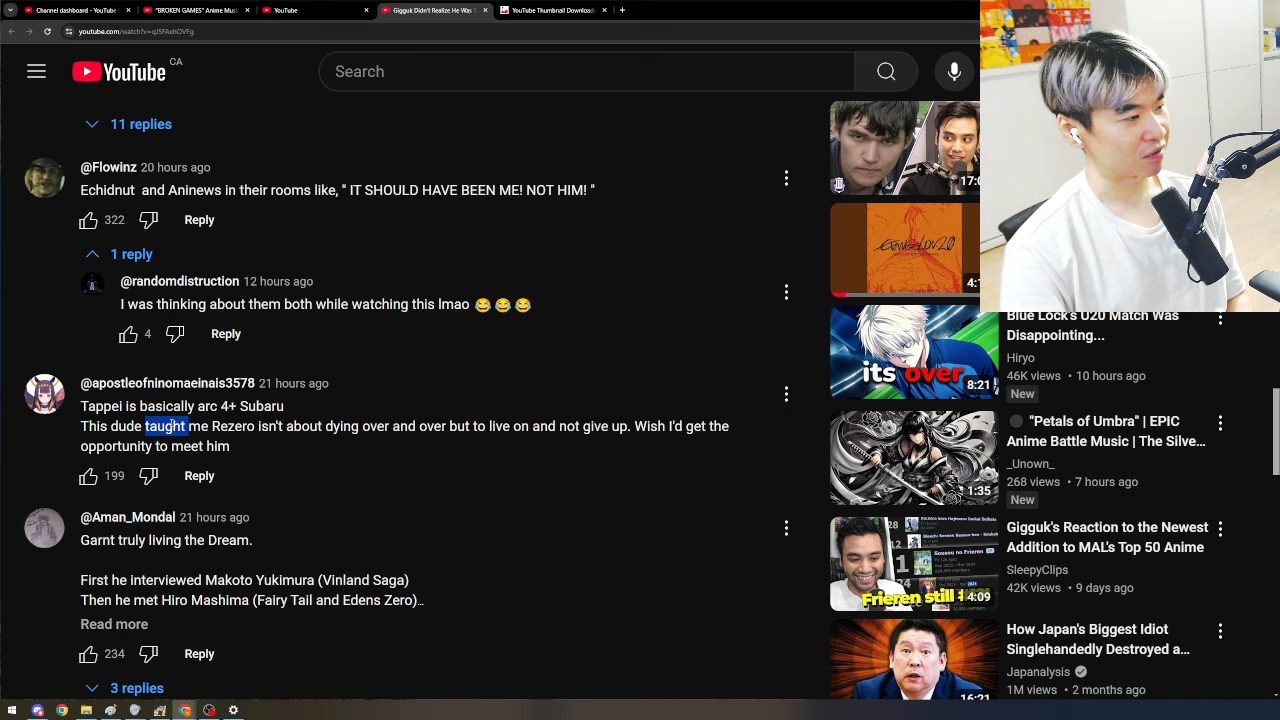 Channel dashboard - YouTube S
"BROKEN GAMES" Anime Mus
YouTube
Gigguk Didn't Realize He Was T
YouTube Thumbnail Download
youtube.com/watch?v=qJ5FAxhOVFg
YouTube CA
Search
11 replies
@Flowinz 20 hours ago
Echidnut and Aninews in their rooms like, " IT SHOULD HAVE BEEN ME! NOT HIM! "
322 Reply
1 reply
@randomdistruction 12 hours ago
I was thinking about them both while watching this lmao 😂😂😂
4 Reply
@apostleofninomaeinais3578 21 hours ago
Tappei is basically arc 4+ Subaru
This dude taught me Rezero isn't about dying over and over but to live on and not give up. Wish I'd get the
opportunity to meet him
199 Reply
@Aman_Mondal 21 hours ago
Garnt truly living the Dream.
First he interviewed Makoto Yukimura (Vinland Saga)
Then he met Hiro Mashima (Fairy Tail and Edens Zero)…
Read more
234 Reply
3 replies
17:0
EVANGELION 2.0
4:1
its over
8:21
Blue Lock's U20 Match Was
Disappointing...
Hiryo
46K views • 10 hours ago
New
1:35
"Petals of Umbra" | EPIC
Anime Battle Music | The Silve…
_Unown_
268 views • 7 hours ago
New
Sousou no Frieren
Frieren still
4:09
Gigguk's Reaction to the Newest
Addition to MAL's Top 50 Anime
SleepyClips
42K views • 9 days ago
16:21
How Japan's Biggest Idiot
Singlehandedly Destroyed a…
Japanalysis
1M views • 2 months ago